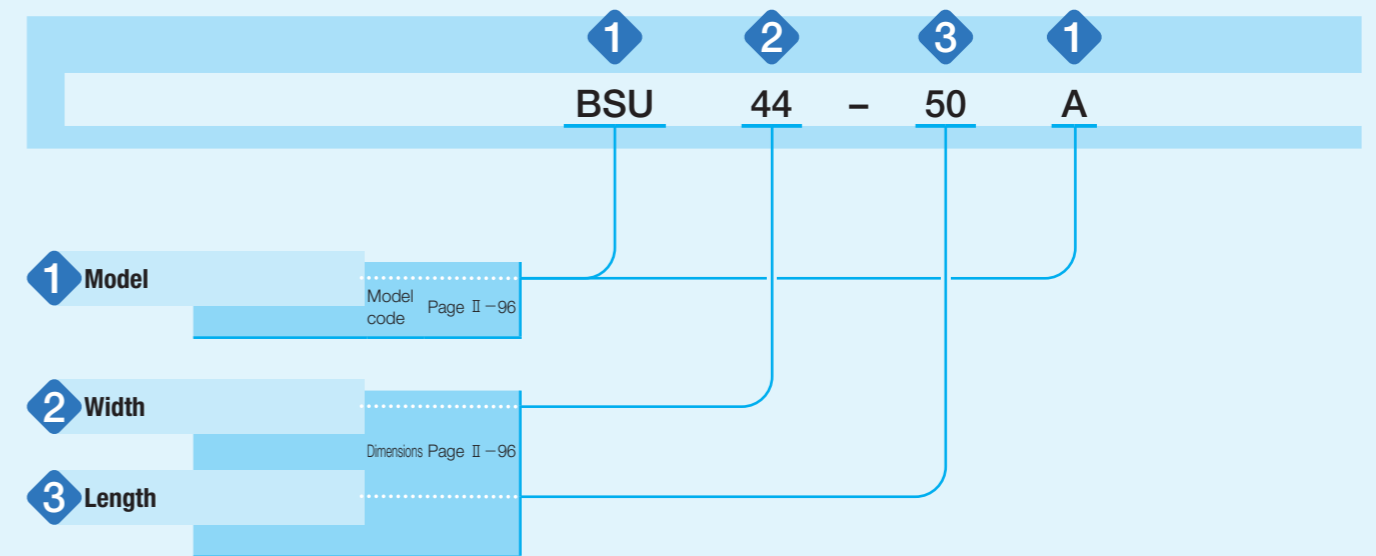 1 2 3 1
BSU 44 – 50 A
1 Model
Model code Page Ⅱ－96
2 Width
Dimensions Page Ⅱ－96
3 Length